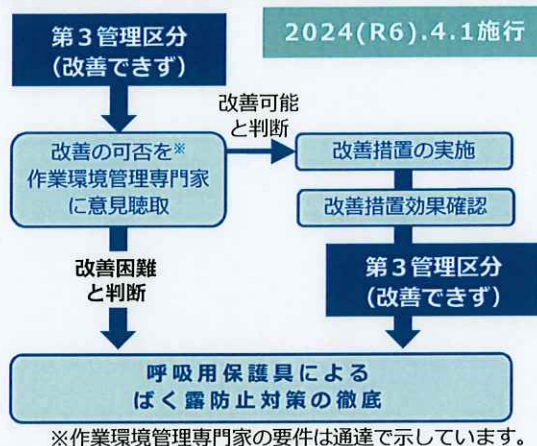 2024(R6).4.1施行
第3管理区分
(改善できず)
改善可能
と判断
改善の可否を※
作業環境管理専門家
に意見聴取
改善措置の実施
改善措置効果確認
改善困難
と判断
第3管理区分
(改善できず)
呼吸用保護具による
ばく露防止対策の徹底
※作業環境管理専門家の要件は通達で示しています。